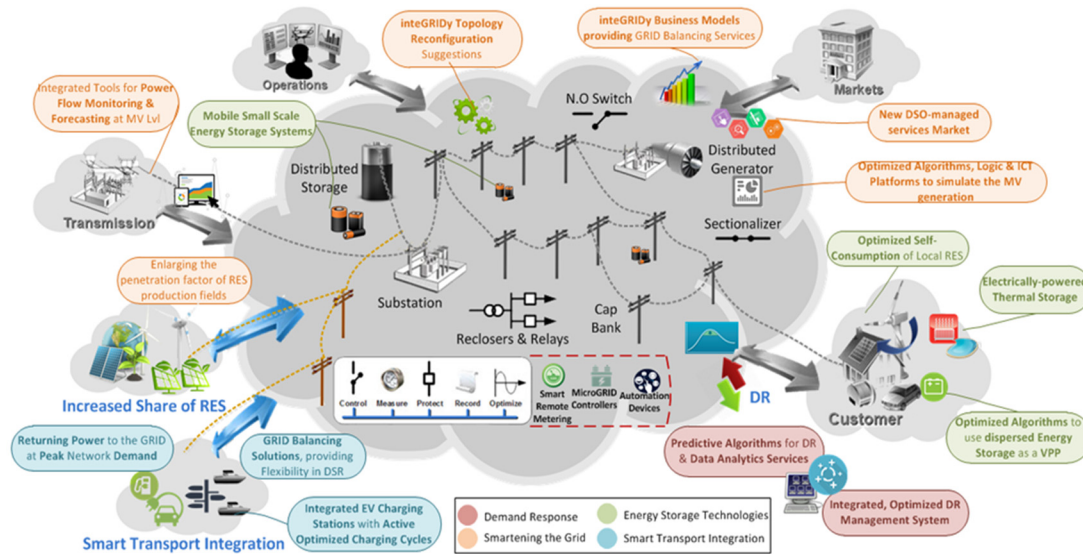 Operations
inteGRIDy Topology
Reconfiguration
Suggestions
inteGRIDy Business Models
providing GRID Balancing Services
Markets
Integrated Tools for Power
Flow Monitoring &
Forecasting at MV Lvl
Mobile Small Scale
Energy Storage Systems
N.O Switch
New DSO-managed
services Market
Distributed
Storage
Distributed
Generator
Optimized Algorithms, Logic & ICT
Platforms to simulate the MV
generation
Transmission
Sectionalizer
Optimized Self-
Consumption of Local RES
Enlarging the
penetration factor of RES
production fields
Substation
Electrically-powered
Thermal Storage
Reclosers & Relays
Cap
Bank
Increased Share of RES
Control
Measure
Protect
Record
Optimize
Smart
Remote
Metering
MicroGRID
Controllers
Automation
Devices
DR
Customer
Returning Power to the GRID
at Peak Network Demand
GRID Balancing
Solutions, providing
Flexibility in DSR
Predictive Algorithms for DR
& Data Analytics Services
Optimized Algorithms to
use dispersed Energy
Storage as a VPP
Integrated EV Charging
Stations with Active
Optimized Charging Cycles
Smart Transport Integration
Demand Response
Energy Storage Technologies
Smartening the Grid
Smart Transport Integration
Integrated, Optimized DR
Management System